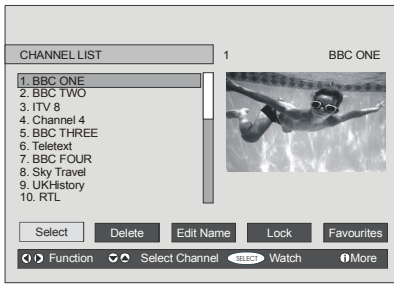 CHANNEL LIST
1 BBC ONE
1. BBC ONE
2. BBC TWO
3. ITV 8
4. Channel 4
5. BBC THREE
6. Teletext
7. BBC FOUR
8. Sky Travel
9. UKHistory
10. RTL
Select Delete Edit Name Lock Favourites
Function Select Channel SELECT Watch i More